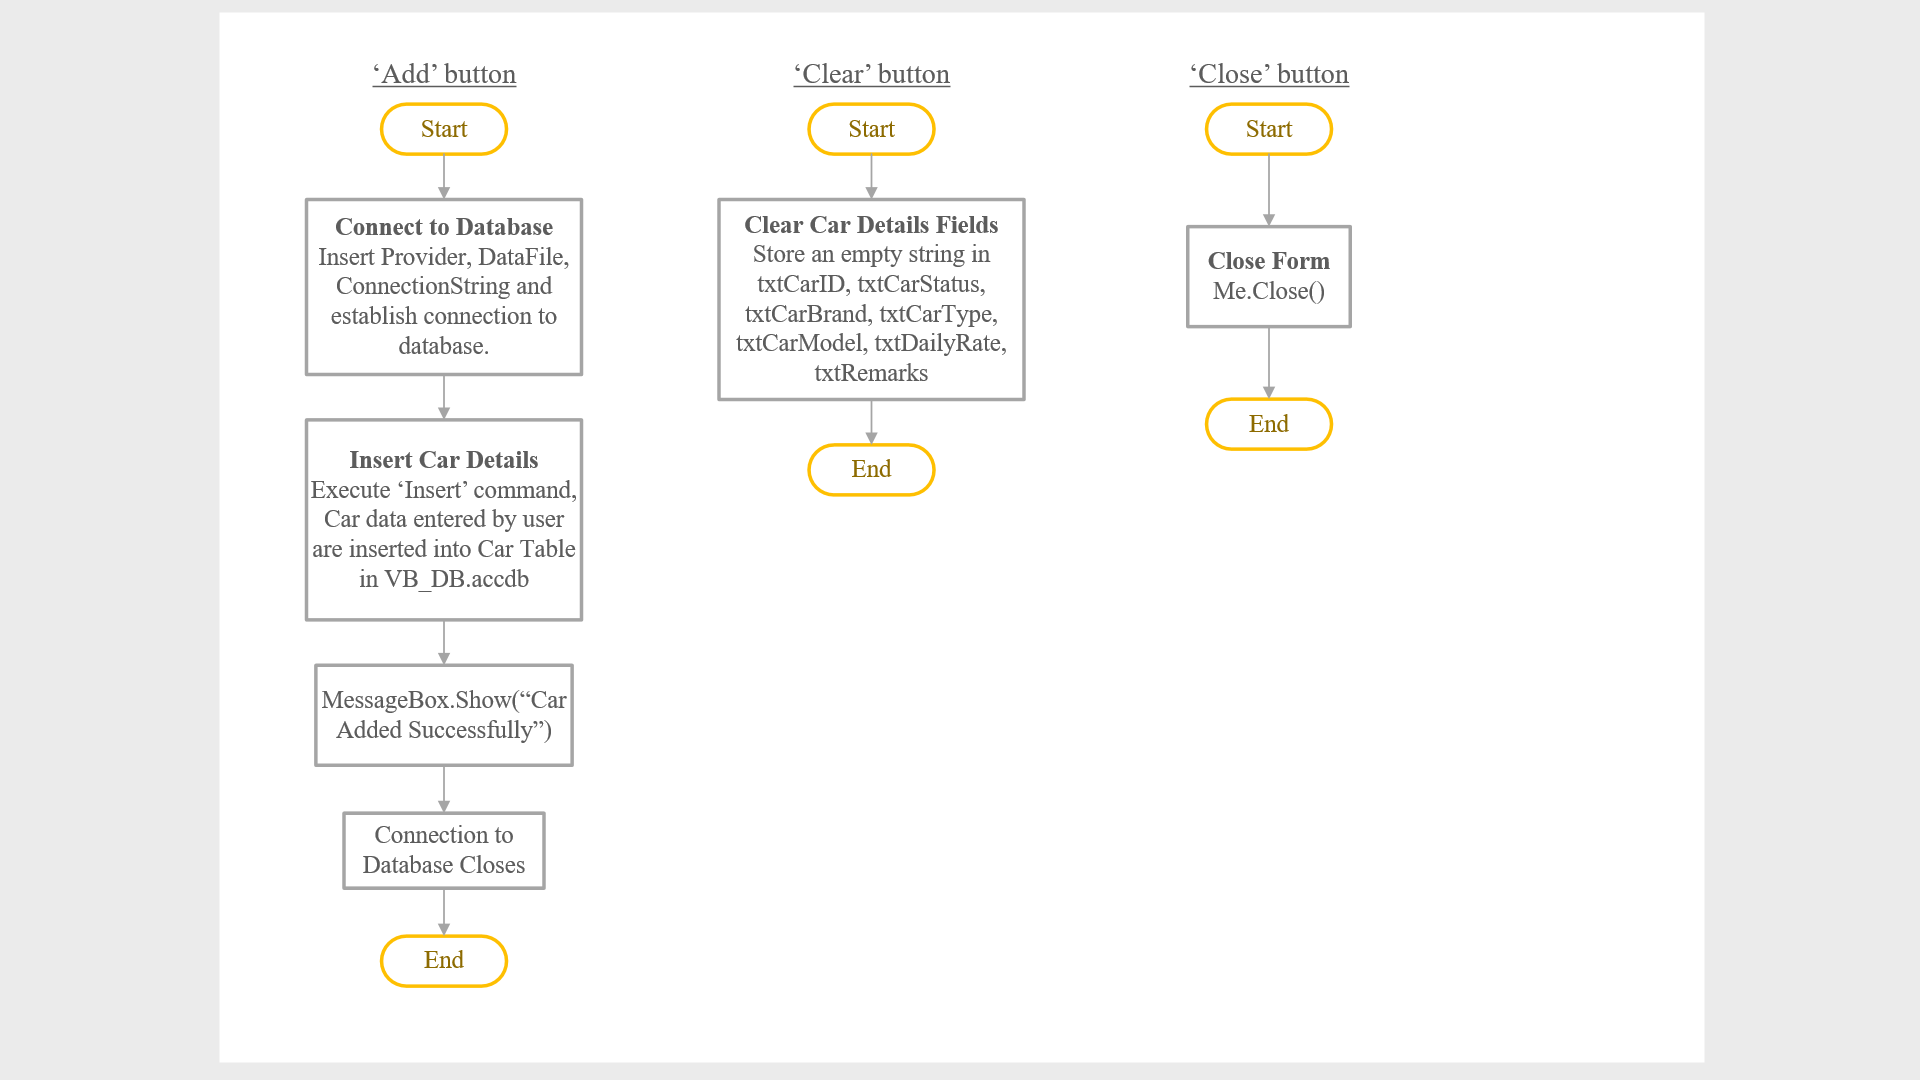 ‘Add’ button
Start
Connect to Database
Insert Provider, DataFile,
ConnectionString and
establish connection to
database.
Insert Car Details
Execute ‘Insert’ command,
Car data entered by user
are inserted into Car Table
in VB_DB.accdb
MessageBox.Show(“Car
Added Successfully”)
Connection to
Database Closes
End
‘Clear’ button
Start
Clear Car Details Fields
Store an empty string in
txtCarID, txtCarStatus,
txtCarBrand, txtCarType,
txtCarModel, txtDailyRate,
txtRemarks
End
‘Close’ button
Start
Close Form
Me.Close()
End